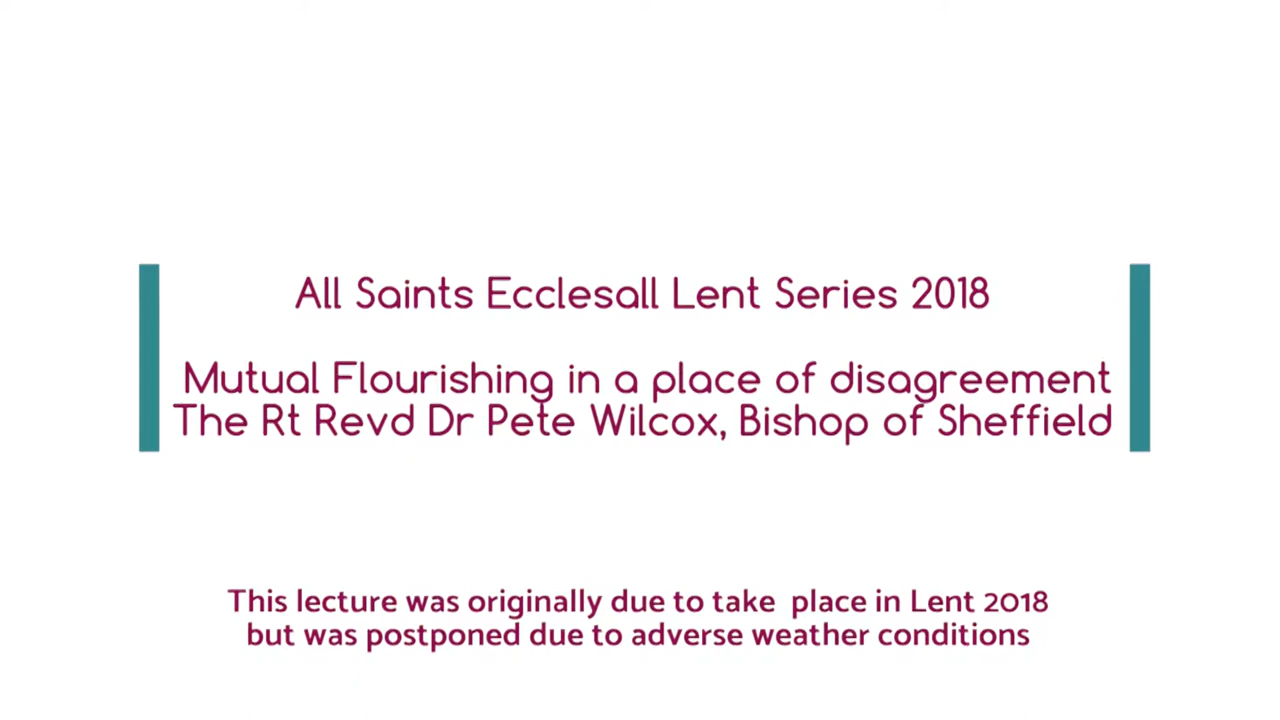 All Saints Ecclesall Lent Series 2018
Mutual Flourishing in a place of disagreement
The Rt Revd Dr Pete Wilcox, Bishop of Sheffield
This lecture was originally due to take place in Lent 2018
but was postponed due to adverse weather conditions